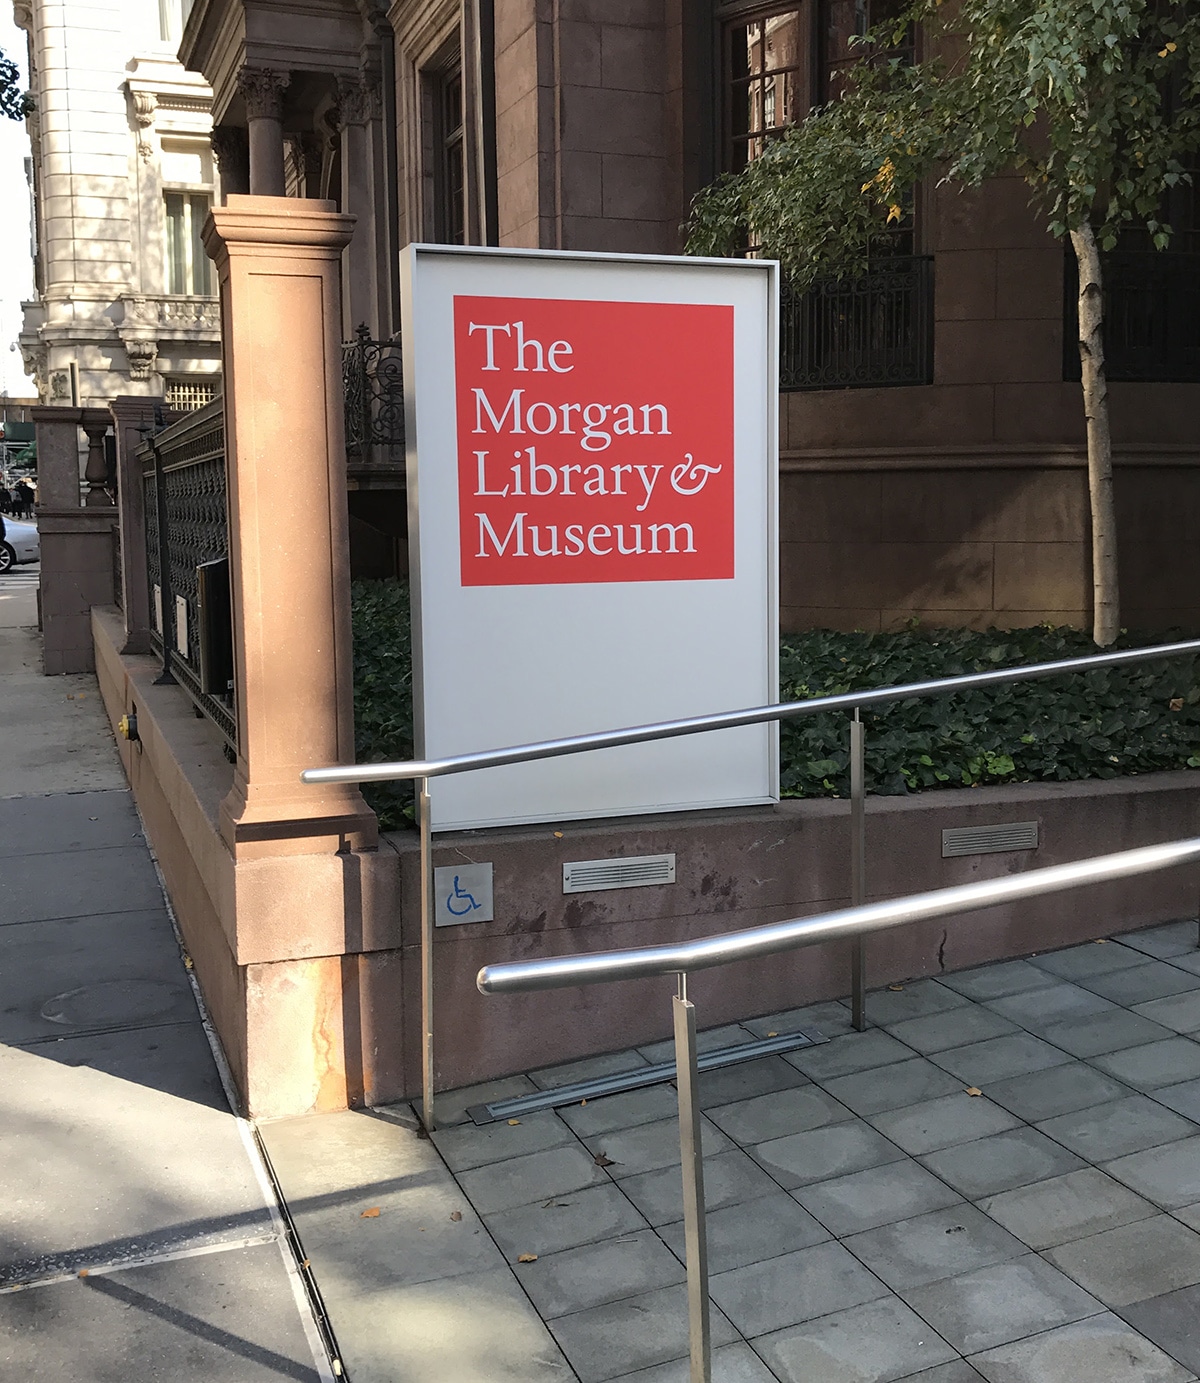 The
Morgan
Library &
Museum